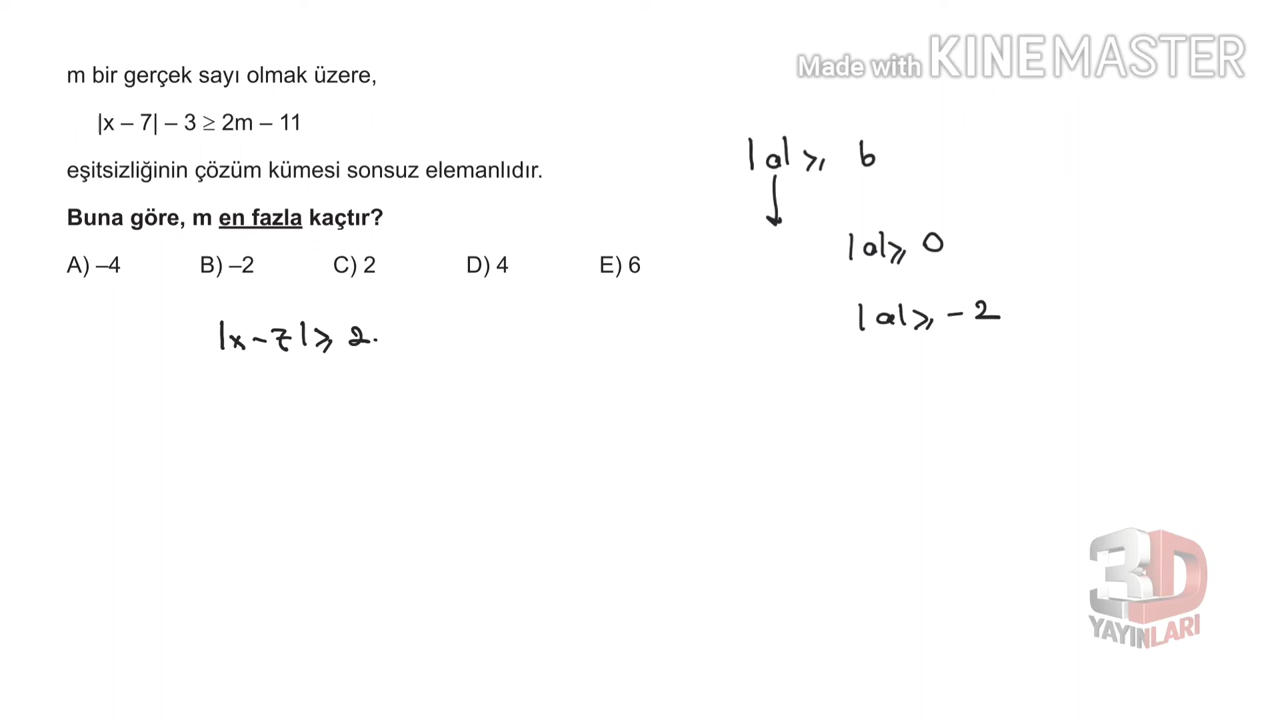 Made with KINEMASTER
m bir gerçek sayı olmak üzere,
|x – 7| – 3 ≥ 2m – 11
eşitsizliğinin çözüm kümesi sonsuz elemanlıdır.
Buna göre, m en fazla kaçtır?
A) –4 B) –2 C) 2 D) 4 E) 6
|x – 7| ≥ 2
|a| ≥ b
|a| ≥ 0
|a| ≥ – 2
3D
YAYINLARI